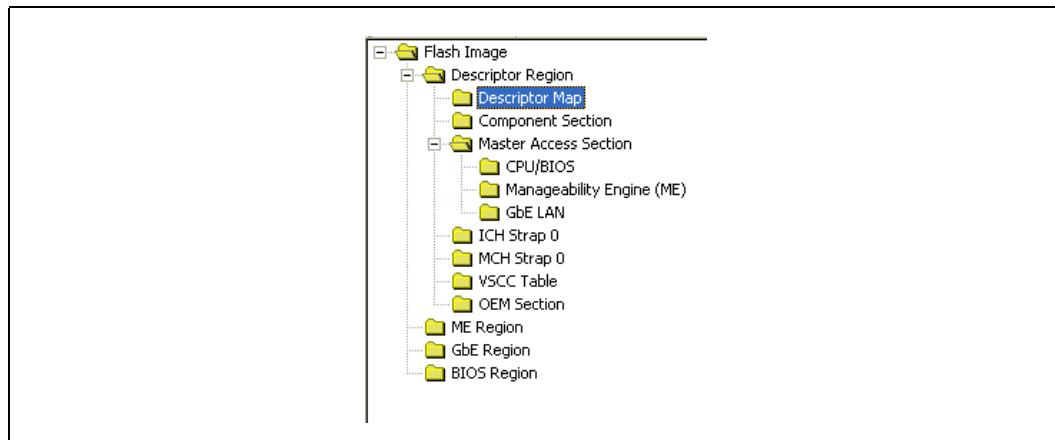 Flash Image
Descriptor Region
Descriptor Map
Component Section
Master Access Section
CPU/BIOS
Manageability Engine (ME)
GbE LAN
ICH Strap 0
MCH Strap 0
VSCC Table
OEM Section
ME Region
GbE Region
BIOS Region